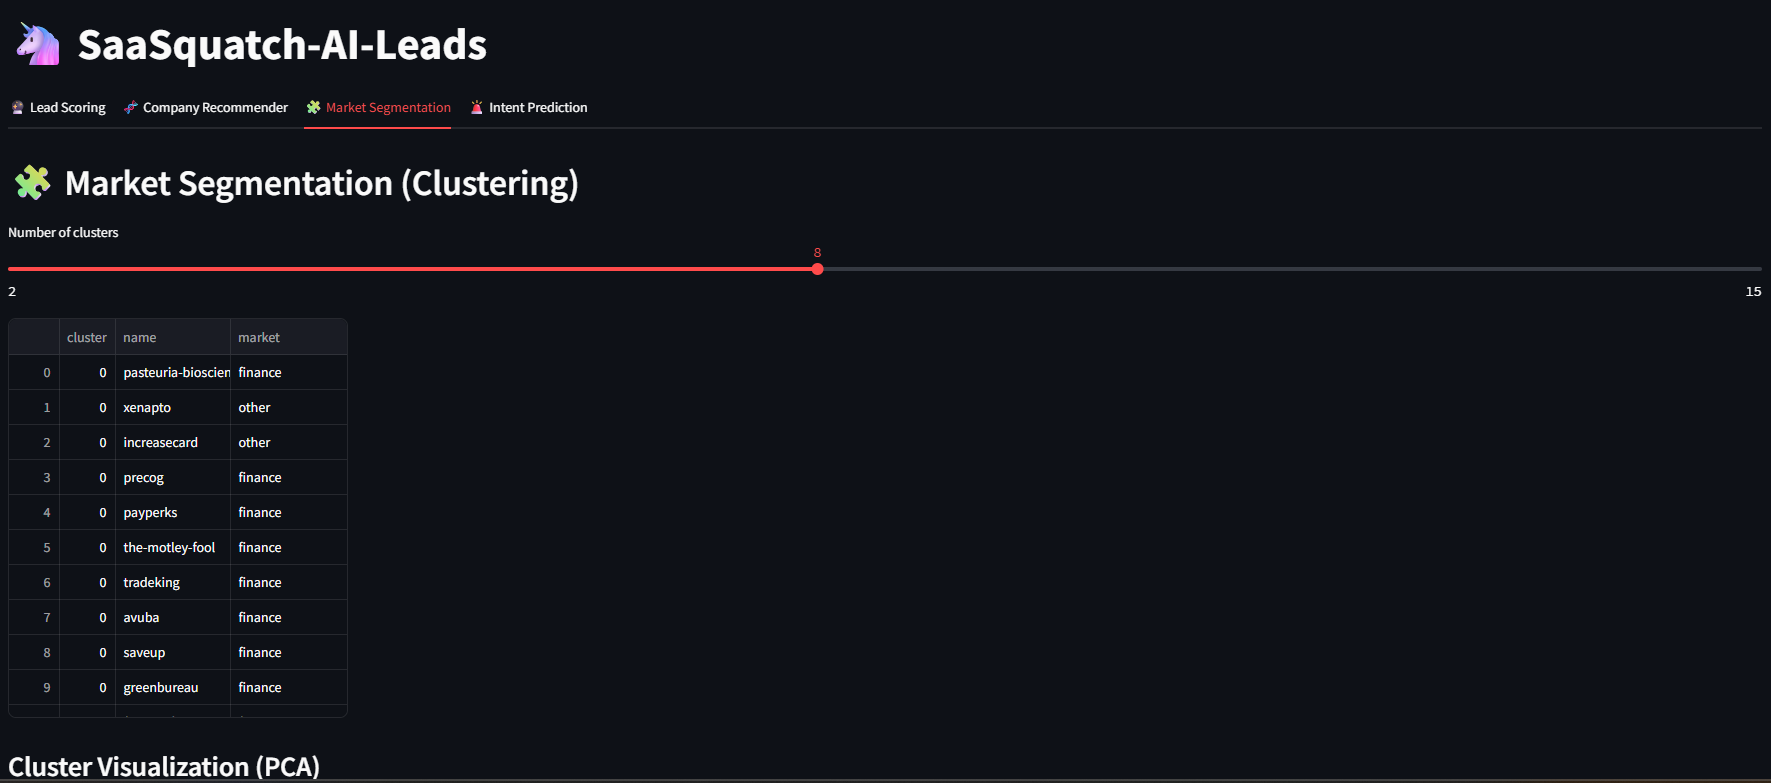 SaaSquatch-AI-Leads
Lead Scoring Company Recommender Market Segmentation Intent Prediction
Market Segmentation (Clustering)
Number of clusters
8
2 15
cluster name market
0 0 pasteuria-bioscien finance
1 0 xenapto other
2 0 increasecard other
3 0 precog finance
4 0 payperks finance
5 0 the-motley-fool finance
6 0 tradeking finance
7 0 avuba finance
8 0 saveup finance
9 0 greenbureau finance
Cluster Visualization (PCA)